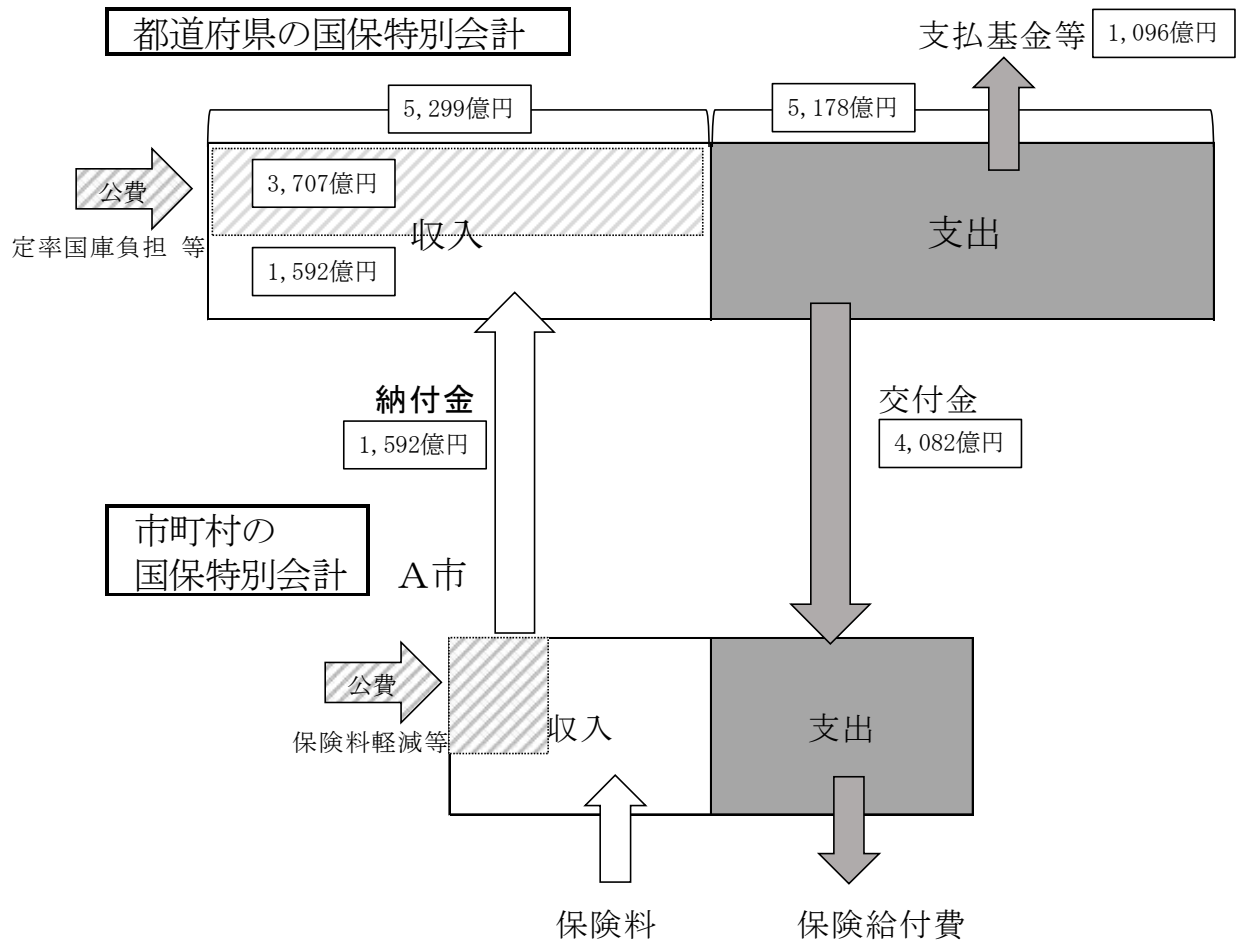 都道府県の国保特別会計
支払基金等
1,096億円
5,299億円
5,178億円
公費
3,707億円
収入
支出
定率国庫負担 等
1,592億円
納付金
1,592億円
交付金
4,082億円
市町村の
国保特別会計
A市
公費
収入
支出
保険料軽減等
保険料
保険給付費